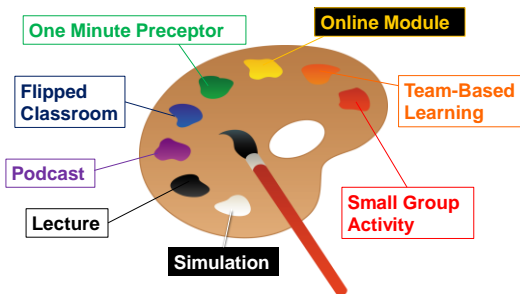 One Minute Preceptor
Online Module
Flipped
Classroom
Team-Based
Learning
Podcast
Small Group
Activity
Lecture
Simulation